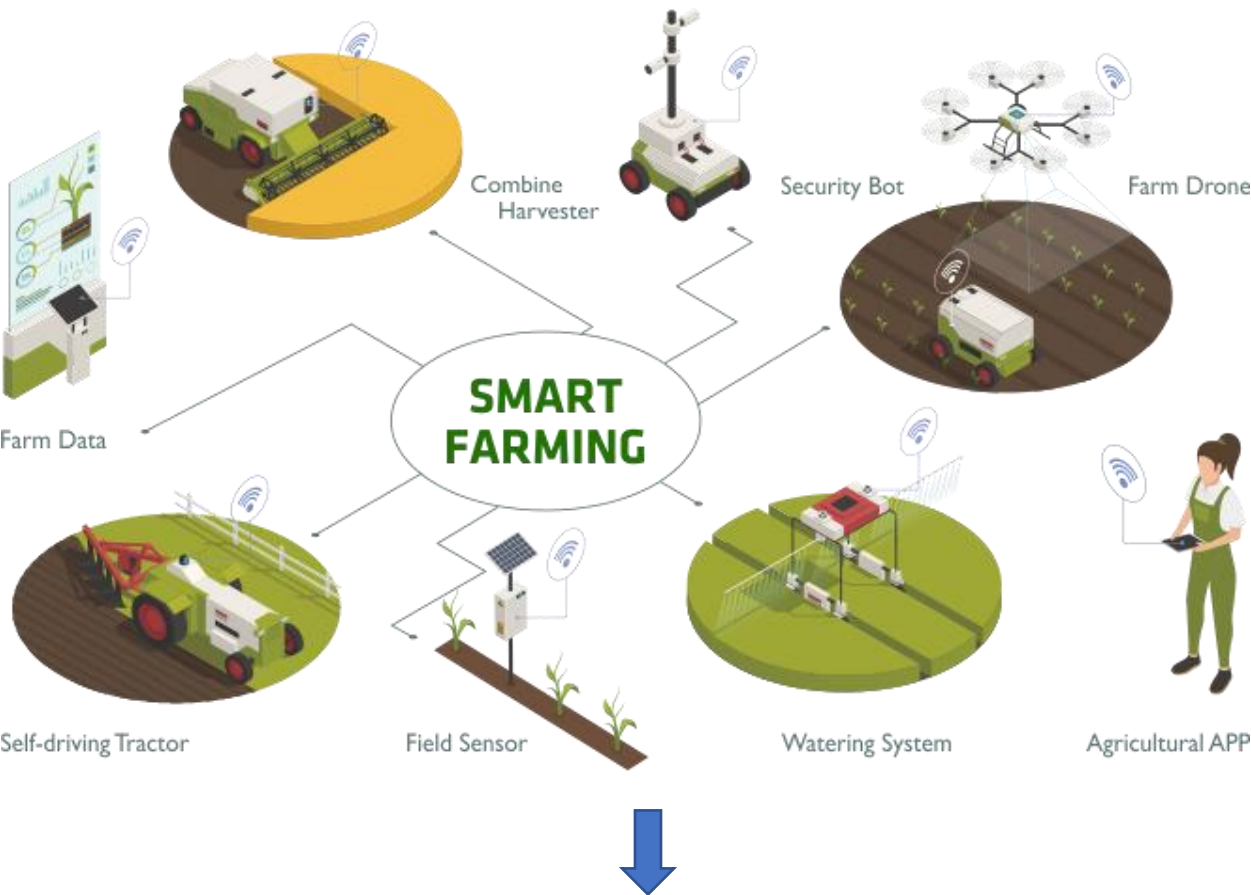 Combine
Harvester
Security Bot
Farm Drone
SMART
FARMING
Farm Data
Self-driving Tractor
Field Sensor
Watering System
Agricultural APP